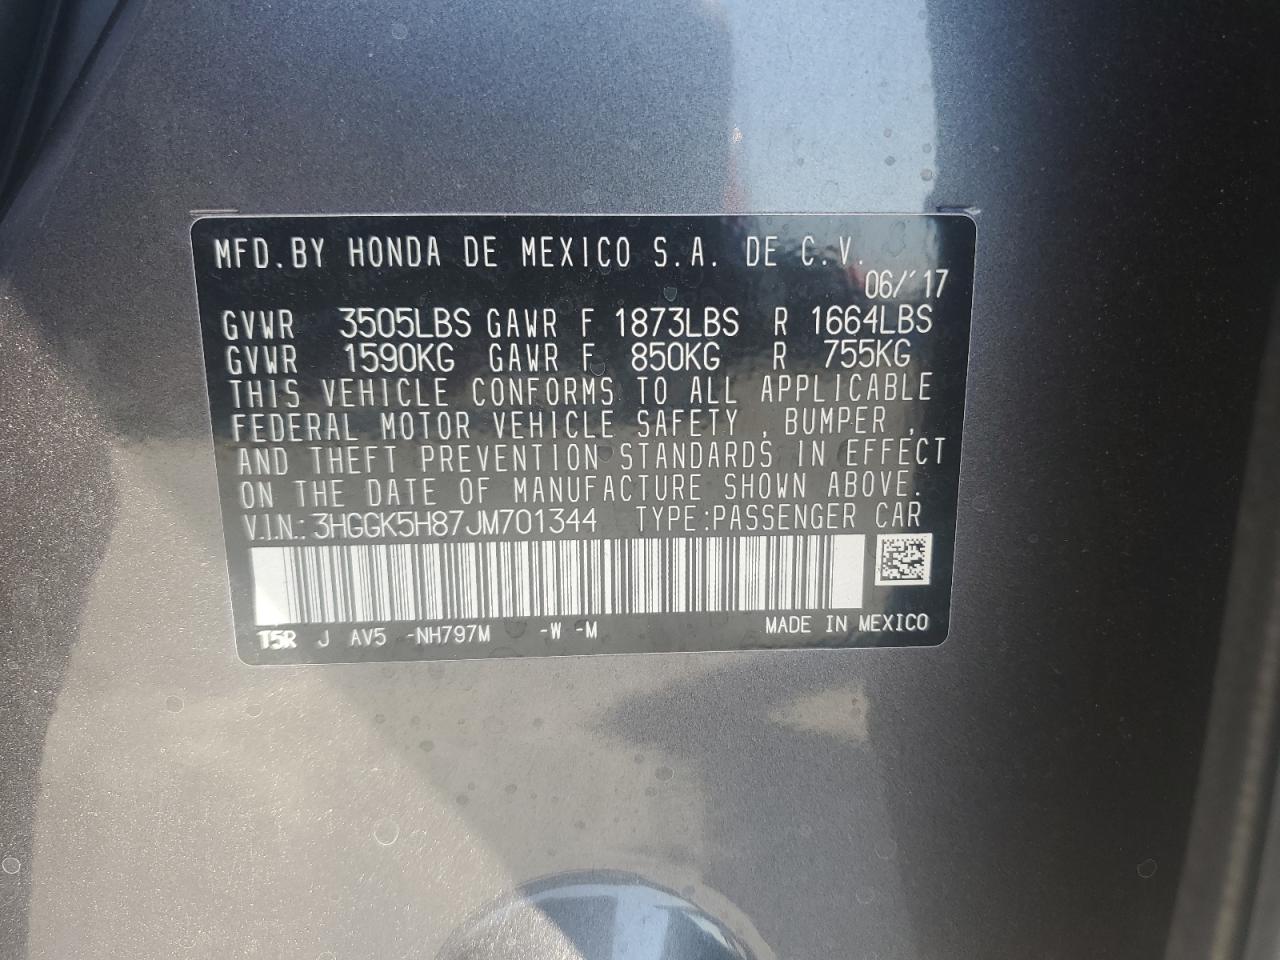 MFD.BY HONDA DE MEXICO S.A. DE C.V.
06/'17
GVWR 3505LBS GAWR F 1873LBS R 1664LBS
GVWR 1590KG GAWR F 850KG R 755KG
THIS VEHICLE CONFORMS TO ALL APPLICABLE
FEDERAL MOTOR VEHICLE SAFETY , BUMPER ,
AND THEFT PREVENTION STANDARDS IN EFFECT
ON THE DATE OF MANUFACTURE SHOWN ABOVE.
V.I.N.: 3HGGK5H87JM701344 TYPE:PASSENGER CAR
T5R J AV5 -NH797M -W -M MADE IN MEXICO